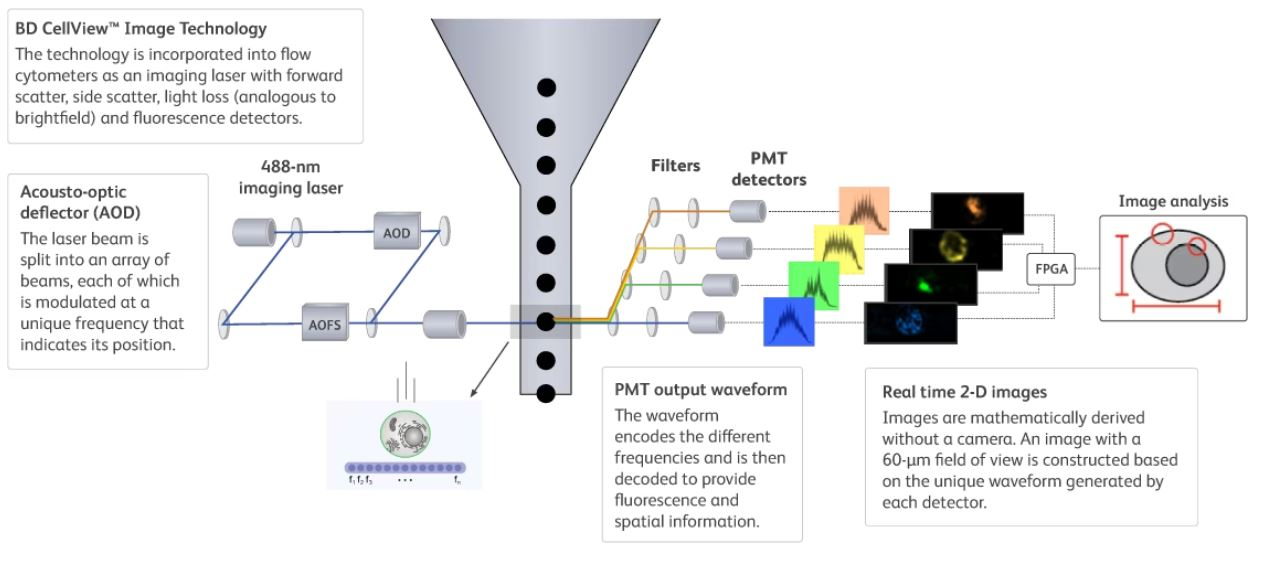 BD CellView™ Image Technology
The technology is incorporated into flow
cytometers as an imaging laser with forward
scatter, side scatter, light loss (analogous to
brightfield) and fluorescence detectors.
Acousto-optic
deflector (AOD)
The laser beam is
split into an array of
beams, each of which
is modulated at a
unique frequency that
indicates its position.
488-nm
imaging laser
AOD
AOFS
f₁ f₂ f₃ ... fₙ
Filters
PMT
detectors
FPGA
Image analysis
PMT output waveform
The waveform
encodes the different
frequencies and is then
decoded to provide
fluorescence and
spatial information.
Real time 2-D images
Images are mathematically derived
without a camera. An image with a
60-µm field of view is constructed based
on the unique waveform generated by
each detector.